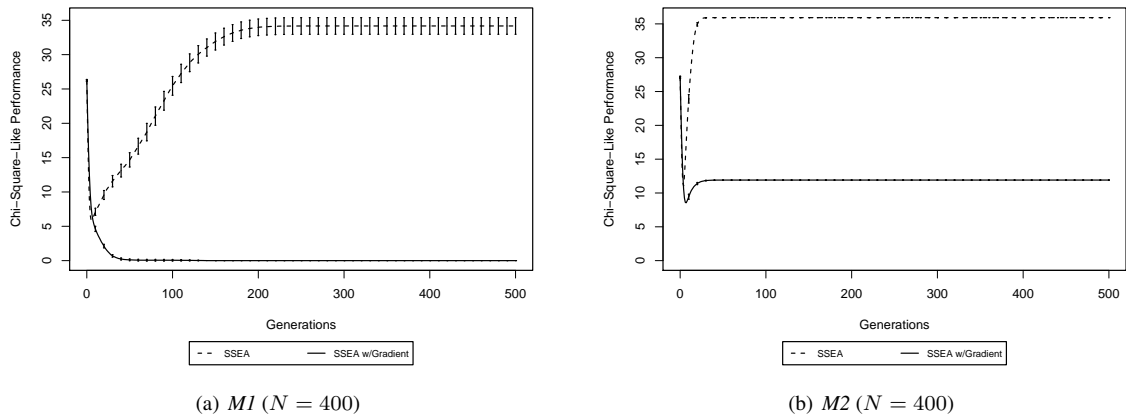 Chi−Square−Like Performance
35
30
25
20
15
10
5
0
0 100 200 300 400 500
Generations
SSEA SSEA w/Gradient
(a) M1 (N = 400)
Chi−Square−Like Performance
35
30
25
20
15
10
5
0
0 100 200 300 400 500
Generations
SSEA SSEA w/Gradient
(b) M2 (N = 400)